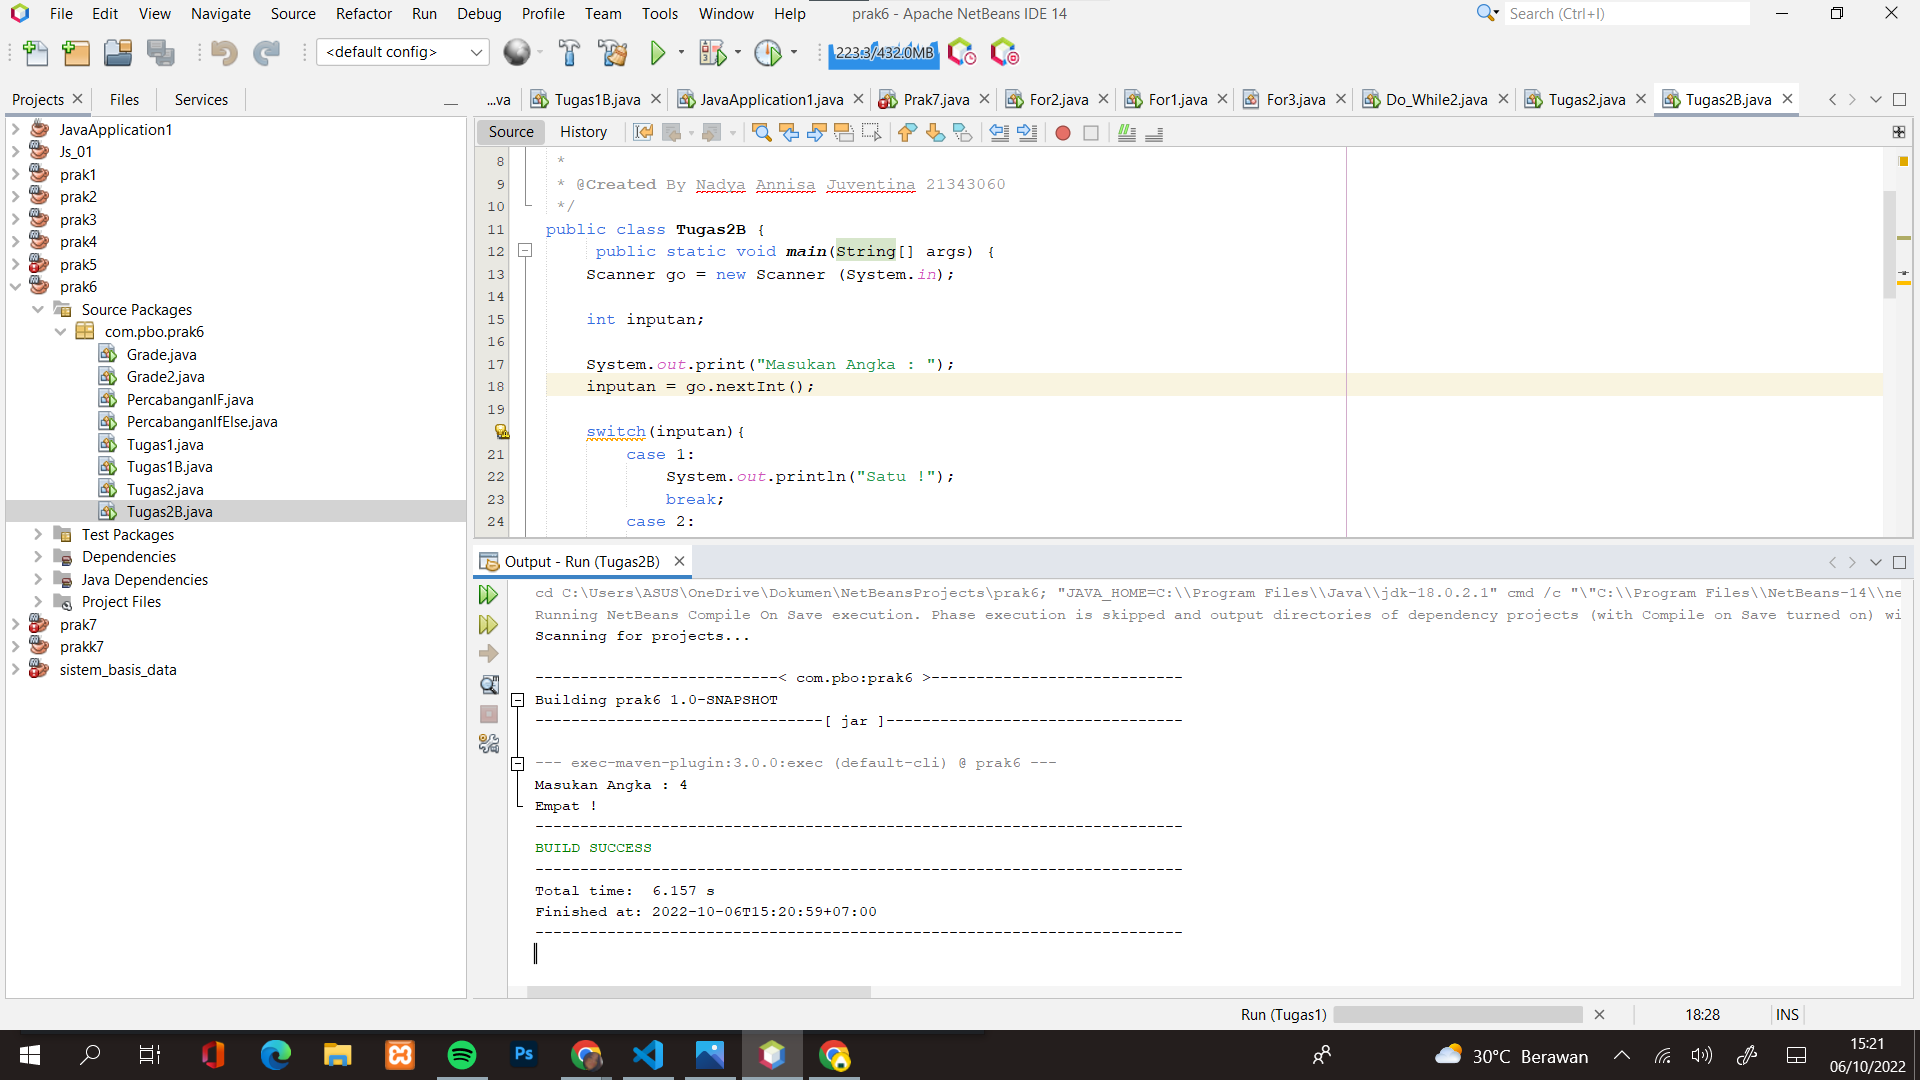 File Edit View Navigate Source Refactor Run Debug Profile Team Tools Window Help prak6 - Apache NetBeans IDE 14 Search (Ctrl+I)
<default config> 223.3/432.0MB
Projects Files Services
...va Tugas1B.java JavaApplication1.java Prak7.java For2.java For1.java For3.java Do_While2.java Tugas2.java Tugas2B.java
Source History
JavaApplication1
Js_01
prak1
prak2
prak3
prak4
prak5
prak6
Source Packages
com.pbo.prak6
Grade.java
Grade2.java
PercabanganIF.java
PercabanganIfElse.java
Tugas1.java
Tugas1B.java
Tugas2.java
Tugas2B.java
Test Packages
Dependencies
Java Dependencies
Project Files
prak7
prakk7
sistem_basis_data
8 *
9 * @Created By Nadya Annisa Juventina 21343060
10 */
11 public class Tugas2B {
12 public static void main(String[] args) {
13 Scanner go = new Scanner (System.in);
14
15 int inputan;
16
17 System.out.print("Masukan Angka : ");
18 inputan = go.nextInt();
19
switch(inputan){
21 case 1:
22 System.out.println("Satu !");
23 break;
24 case 2:
Output - Run (Tugas2B)
cd C:\Users\ASUS\OneDrive\Dokumen\NetBeansProjects\prak6; "JAVA_HOME=C:\\Program Files\\Java\\jdk-18.0.2.1" cmd /c "\"C:\\Program Files\\NetBeans-14\\ne
Running NetBeans Compile On Save execution. Phase execution is skipped and output directories of dependency projects (with Compile on Save turned on) wi
Scanning for projects...
---------------------------< com.pbo:prak6 >----------------------------
Building prak6 1.0-SNAPSHOT
--------------------------------[ jar ]---------------------------------
--- exec-maven-plugin:3.0.0:exec (default-cli) @ prak6 ---
Masukan Angka : 4
Empat !
------------------------------------------------------------------------
BUILD SUCCESS
------------------------------------------------------------------------
Total time:  6.157 s
Finished at: 2022-10-06T15:20:59+07:00
------------------------------------------------------------------------
Run (Tugas1) 18:28 INS
30°C Berawan 15:21
06/10/2022